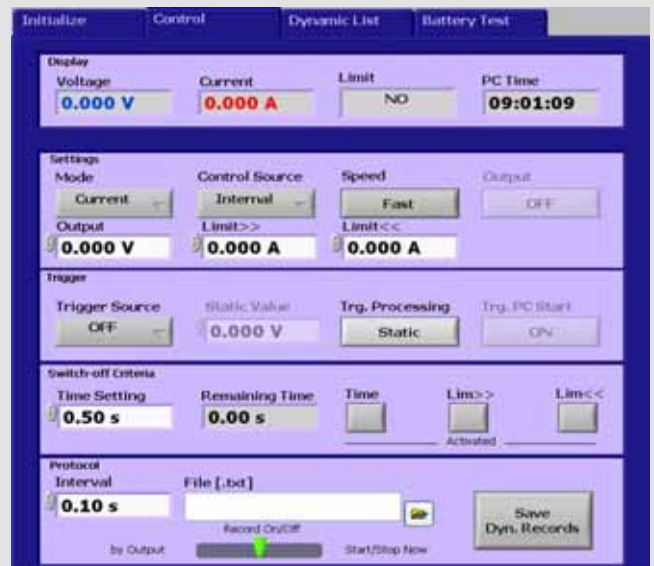 Initialize Control Dynamic List Battery Test
Display
Voltage Current Limit PC Time
0.000 V 0.000 A NO 09:01:09
Settings
Mode Control Source Speed Output
Current Internal Fast OFF
Output Limit>> Limit<<
0.000 V 0.000 A 0.000 A
Trigger
Trigger Source Static Value Trg. Processing Trg. PC Start
OFF 0.000 V Static ON
Switch-off Criteria
Time Setting Remaining Time Time Lim>> Lim<<
0.50 s 0.00 s
Activated
Protocol
Interval File [.txt]
0.10 s
Save
Dyn. Records
Record On/Off
by Output Start/Stop Now